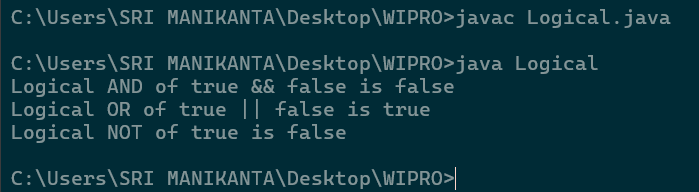 C:\Users\SRI MANIKANTA\Desktop\WIPRO>javac Logical.java
C:\Users\SRI MANIKANTA\Desktop\WIPRO>java Logical
Logical AND of true && false is false
Logical OR of true || false is true
Logical NOT of true is false
C:\Users\SRI MANIKANTA\Desktop\WIPRO>